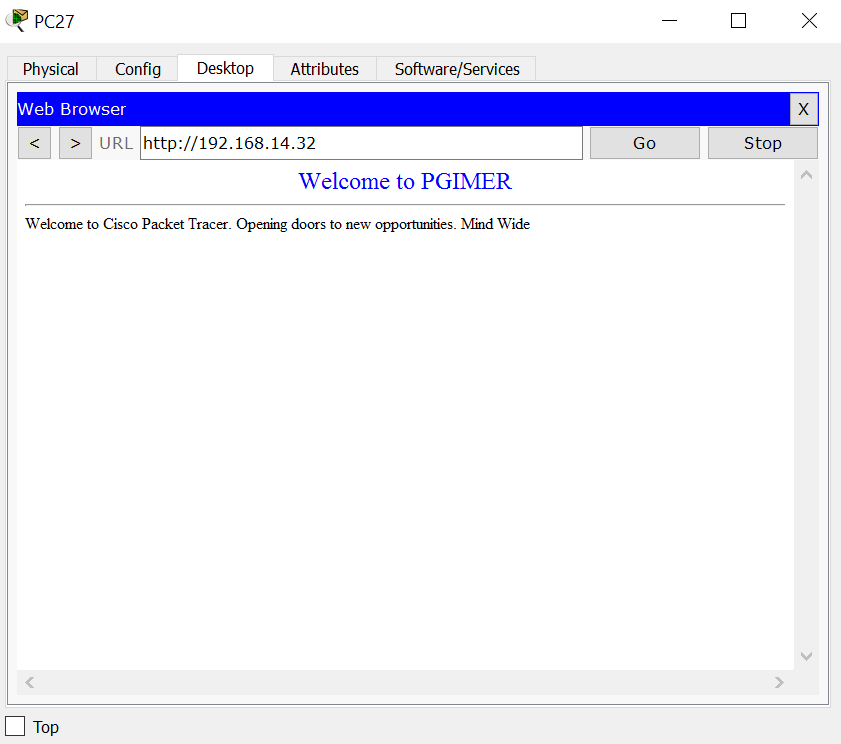 PC27
Physical Config Desktop Attributes Software/Services
Web Browser X
< > URL http://192.168.14.32 Go Stop
Welcome to PGIMER
Welcome to Cisco Packet Tracer. Opening doors to new opportunities. Mind Wide
Top